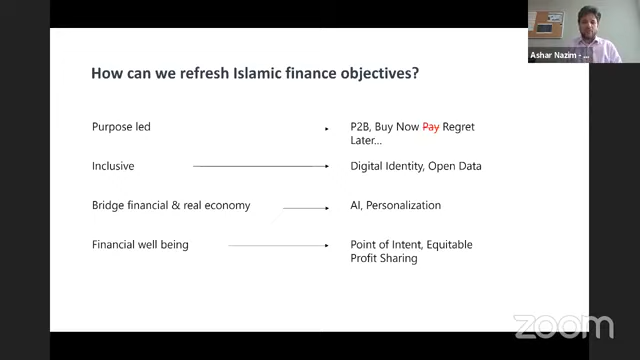 Ashar Nazim - ...
How can we refresh Islamic finance objectives?
Purpose led
P2B, Buy Now Pay Regret
Later...
Inclusive
Digital Identity, Open Data
Bridge financial & real economy
AI, Personalization
Financial well being
Point of Intent, Equitable
Profit Sharing
zoom